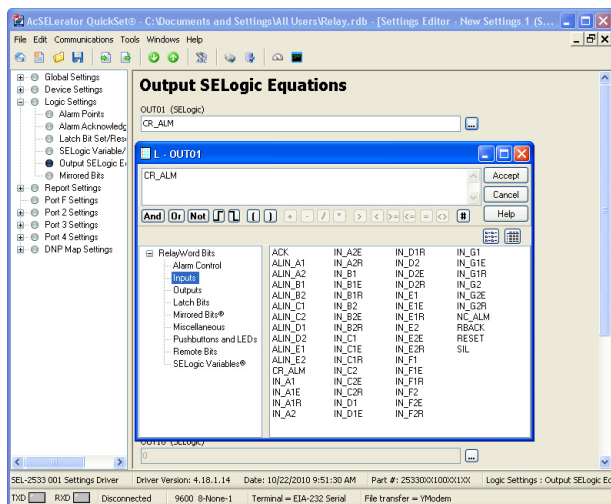 AcSELerator QuickSet® - C:\Documents and Settings\All Users\Relay.rdb - [Settings Editor - New Settings 1 (S...
File Edit Communications Tools Windows Help
Global Settings
Device Settings
Logic Settings
Alarm Points
Alarm Acknowledg
Latch Bit Set/Rese
SELogic Variable/
Output SELogic E
Mirrored Bits
Report Settings
Port F Settings
Port 2 Settings
Port 3 Settings
Port 4 Settings
DNP Map Settings
Output SELogic Equations
OUT01 (SELogic)
CR_ALM
...
L - OUT01
CR_ALM
Accept
Cancel
Help
And Or Not ( ) + - / * > < >= <= = <> #
RelayWord Bits
Alarm Control
Inputs
Outputs
Latch Bits
Mirrored Bits®
Miscellaneous
Pushbuttons and LEDs
Remote Bits
SELogic Variables®
ACK IN_A2E IN_D1R IN_G1
ALIN_A1 IN_A2R IN_D2 IN_G1E
ALIN_A2 IN_B1 IN_D2E IN_G1R
ALIN_B1 IN_B1E IN_D2R IN_G2
ALIN_B2 IN_B1R IN_E1 IN_G2E
ALIN_C1 IN_B2 IN_E1E IN_G2R
ALIN_C2 IN_B2E IN_E1R NC_ALM
ALIN_D1 IN_B2R IN_E2 RBACK
ALIN_D2 IN_C1 IN_E2E RESET
ALIN_E1 IN_C1E IN_E2R SIL
ALIN_E2 IN_C1R IN_F1
CR_ALM IN_C2 IN_F1E
IN_A1 IN_C2E IN_F1R
IN_A1E IN_C2R IN_F2
IN_A1R IN_D1 IN_F2E
IN_A2 IN_D1E IN_F2R
OUT10 (SELogic)
0
...
SEL-2533 001 Settings Driver Driver Version: 4.18.1.14 Date: 10/22/2010 9:51:30 AM Part #: 25330XX100XX1XX Logic Settings : Output SELogic Eq
TXD RXD Disconnected 9600 8-None-1 Terminal = EIA-232 Serial File transfer = YModem